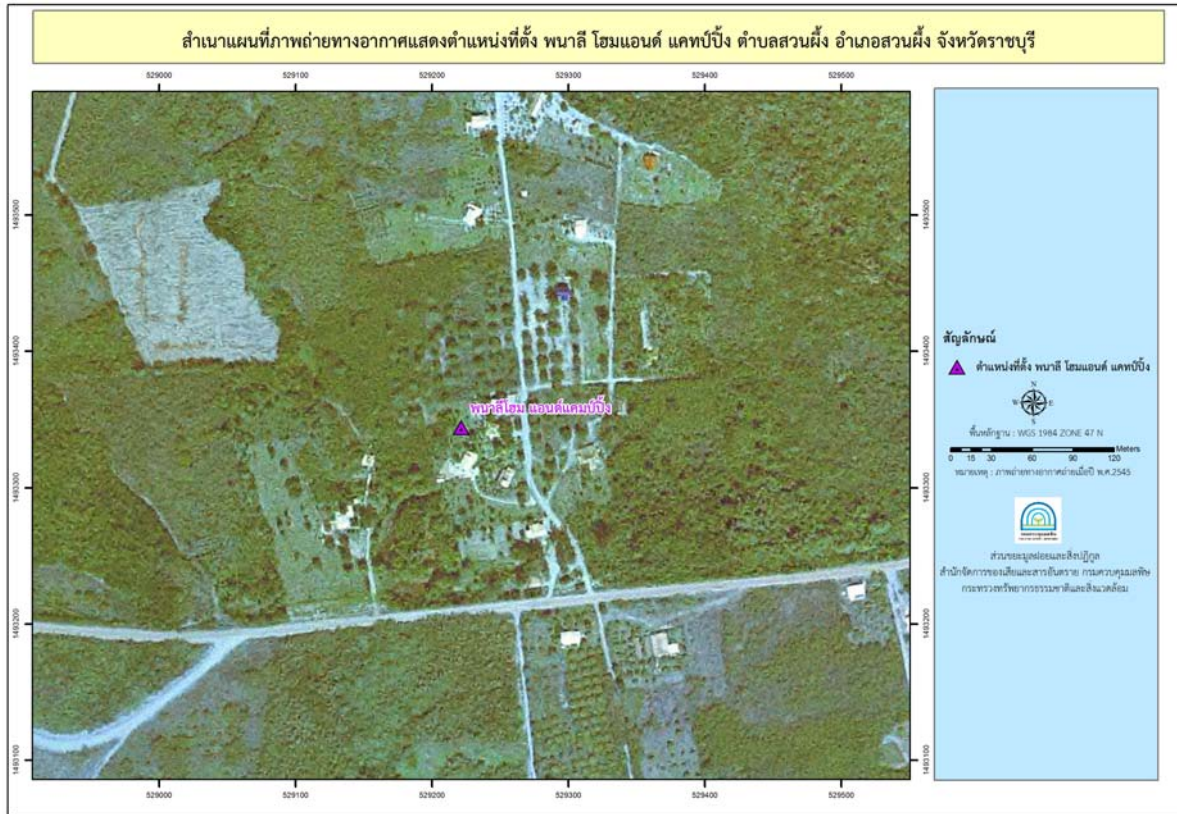 สำเนาแผนที่ภาพถ่ายทางอากาศแสดงตำแหน่งที่ตั้ง พนาลี โฮมแอนด์ แคทป์ปิ้ง ตำบลสวนผึ้ง อำเภอสวนผึ้ง จังหวัดราชบุรี
529000 529100 529200 529300 529400 529500
1493500 1493500
1493400 1493400
พนาลีโฮม แอนด์แคมป์ปิ้ง
1493300 1493300
1493200 1493200
1493100 1493100
529000 529100 529200 529300 529400 529500
สัญลักษณ์
ตำแหน่งที่ตั้ง พนาลี โฮมแอนด์ แคทป์ปิ้ง
N
W E
S
พื้นหลักฐาน : WGS 1984 ZONE 47 N
Meters
0 15 30 60 90 120
หมายเหตุ : ภาพถ่ายทางอากาศถ่ายเมื่อปี พ.ศ.2545
ส่วนขยะมูลฝอยและสิ่งปฏิกูล
สำนักจัดการของเสียและสารอันตราย กรมควบคุมมลพิษ
กระทรวงทรัพยากรธรรมชาติและสิ่งแวดล้อม